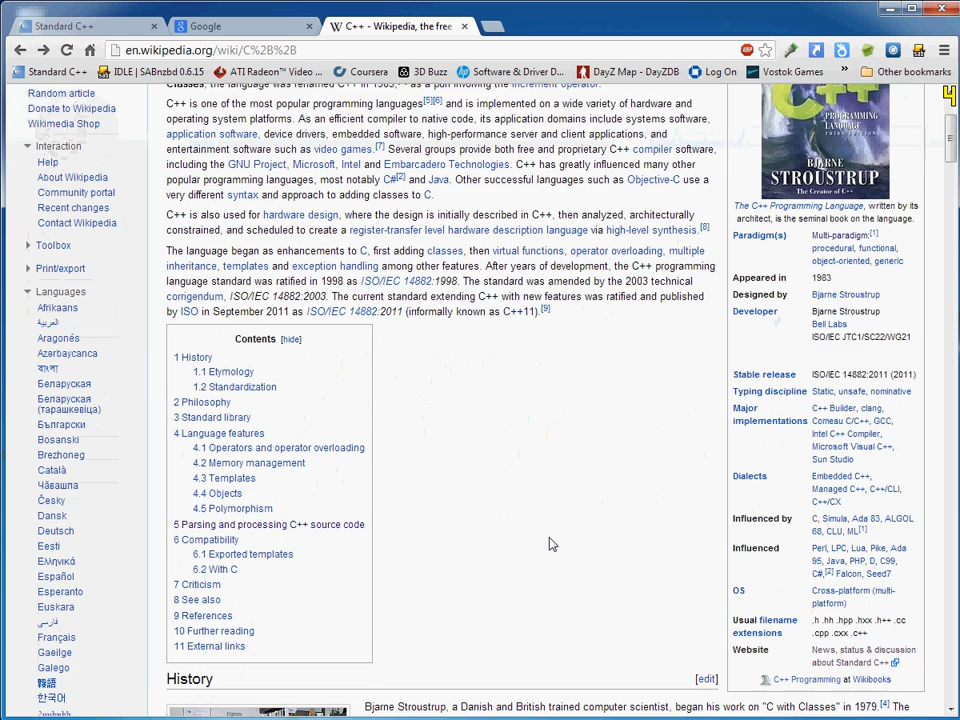 Standard C++
Google
C++ - Wikipedia, the free
en.wikipedia.org/wiki/C%2B%2B
Standard C++
IDLE | SABnzbd 0.6.15
ATI Radeon™ Video ...
Coursera
3D Buzz
Software & Driver D...
DayZ Map - DayZDB
Log On
Vostok Games
»
Other bookmarks
4
Random article
Donate to Wikipedia
Wikimedia Shop
Interaction
Help
About Wikipedia
Community portal
Recent changes
Contact Wikipedia
Toolbox
Print/export
Languages
Afrikaans
العربية
Aragonés
Azərbaycanca
বাংলা
Беларуская
Беларуская
(тарашкевіца)
Български
Bosanski
Brezhoneg
Català
Чӑвашла
Česky
Dansk
Deutsch
Eesti
Ελληνικά
Español
Esperanto
Euskara
فارسی
Français
Gaeilge
Galego
贛語
한국어
Classes, the language was renamed C++ in 1983, as a pun involving the increment operator.
C++ is one of the most popular programming languages[5][6] and is implemented on a wide variety of hardware and
operating system platforms. As an efficient compiler to native code, its application domains include systems software,
application software, device drivers, embedded software, high-performance server and client applications, and
entertainment software such as video games.[7] Several groups provide both free and proprietary C++ compiler software,
including the GNU Project, Microsoft, Intel and Embarcadero Technologies. C++ has greatly influenced many other
popular programming languages, most notably C#[2] and Java. Other successful languages such as Objective-C use a
very different syntax and approach to adding classes to C.
C++ is also used for hardware design, where the design is initially described in C++, then analyzed, architecturally
constrained, and scheduled to create a register-transfer level hardware description language via high-level synthesis.[8]
The language began as enhancements to C, first adding classes, then virtual functions, operator overloading, multiple
inheritance, templates and exception handling among other features. After years of development, the C++ programming
language standard was ratified in 1998 as ISO/IEC 14882:1998. The standard was amended by the 2003 technical
corrigendum, ISO/IEC 14882:2003. The current standard extending C++ with new features was ratified and published
by ISO in September 2011 as ISO/IEC 14882:2011 (informally known as C++11).[9]
Contents [hide]
1 History
1.1 Etymology
1.2 Standardization
2 Philosophy
3 Standard library
4 Language features
4.1 Operators and operator overloading
4.2 Memory management
4.3 Templates
4.4 Objects
4.5 Polymorphism
5 Parsing and processing C++ source code
6 Compatibility
6.1 Exported templates
6.2 With C
7 Criticism
8 See also
9 References
10 Further reading
11 External links
History [edit]
Bjarne Stroustrup, a Danish and British trained computer scientist, began his work on "C with Classes" in 1979.[4] The
C++
PROGRAMMING
LANGUAGE
THIRD EDITION
BJARNE
STROUSTRUP
The Creator of C++
The C++ Programming Language, written by its
architect, is the seminal book on the language.
Paradigm(s) Multi-paradigm:[1]
procedural, functional,
object-oriented, generic
Appeared in 1983
Designed by Bjarne Stroustrup
Developer Bjarne Stroustrup
Bell Labs
ISO/IEC JTC1/SC22/WG21
Stable release ISO/IEC 14882:2011 (2011)
Typing discipline Static, unsafe, nominative
Major implementations C++ Builder, clang,
Comeau C/C++, GCC,
Intel C++ Compiler,
Microsoft Visual C++,
Sun Studio
Dialects Embedded C++,
Managed C++, C++/CLI,
C++/CX
Influenced by C, Simula, Ada 83, ALGOL
68, CLU, ML[1]
Influenced Perl, LPC, Lua, Pike, Ada
95, Java, PHP, D, C99,
C#,[2] Falcon, Seed7
OS Cross-platform (multi-
platform)
Usual filename extensions .h .hh .hpp .hxx .h++ .cc
.cpp .cxx .c++
Website News, status & discussion
about Standard C++
C++ Programming at Wikibooks